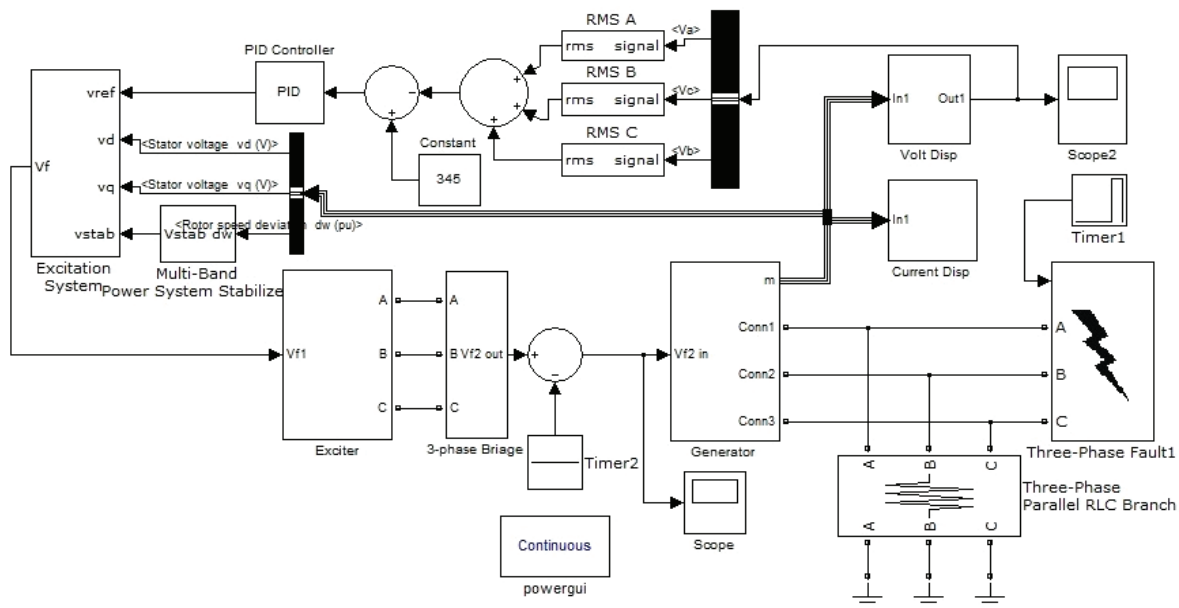 RMS A
<Va>
rms signal
PID Controller
RMS B
vref
PID
−
+
+
rms signal
<Vc>
In1 Out1
+
+
Constant
RMS C
Volt Disp
Scope2
vd
<Stator voltage vd (V)>
345
rms signal
<Vb>
Vf
vq
<Stator voltage vq (V)>
In1
<Rotor speed deviation dw (pu)>
vstab
Vstab dw
Timer1
Excitation
System
Multi-Band
Power System Stabilize
Current Disp
m
A A
Conn1
A
Vf1
B B
Vf2 out
+
−
Vf2 in
Conn2
B
C C
Conn3
C
Exciter
3-phase Briage
Timer2
Generator
Three-Phase Fault1
A B C
Three-Phase
Parallel RLC Branch
A B C
Continuous
Scope
powergui